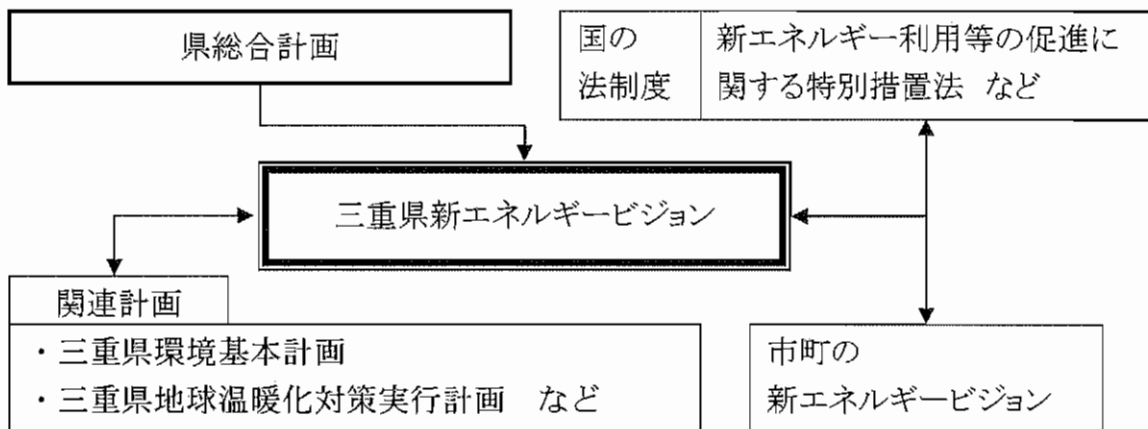 県総合計画
国の
法制度
新エネルギー利用等の促進に
関する特別措置法 など
三重県新エネルギービジョン
関連計画
・三重県環境基本計画
・三重県地球温暖化対策実行計画 など
市町の
新エネルギービジョン